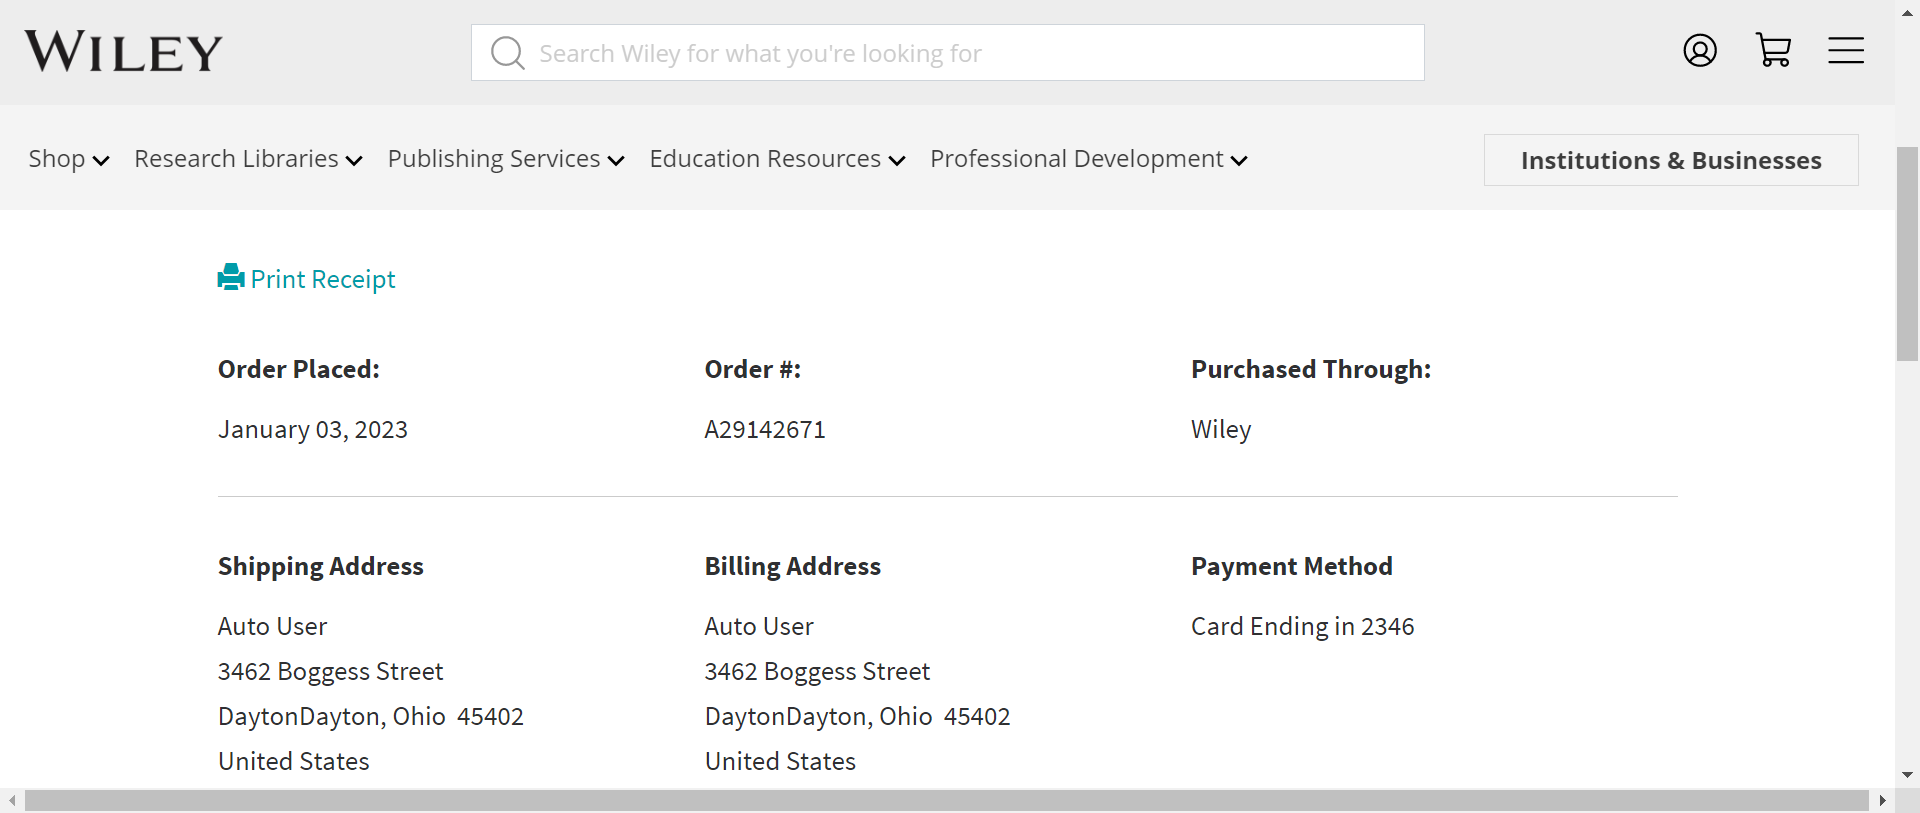 WILEY
Search Wiley for what you're looking for
Shop Research Libraries Publishing Services Education Resources Professional Development Institutions & Businesses
Print Receipt
Order Placed: Order #: Purchased Through:
January 03, 2023 A29142671 Wiley
Shipping Address Billing Address Payment Method
Auto User Auto User Card Ending in 2346
3462 Boggess Street 3462 Boggess Street
DaytonDayton, Ohio 45402 DaytonDayton, Ohio 45402
United States United States